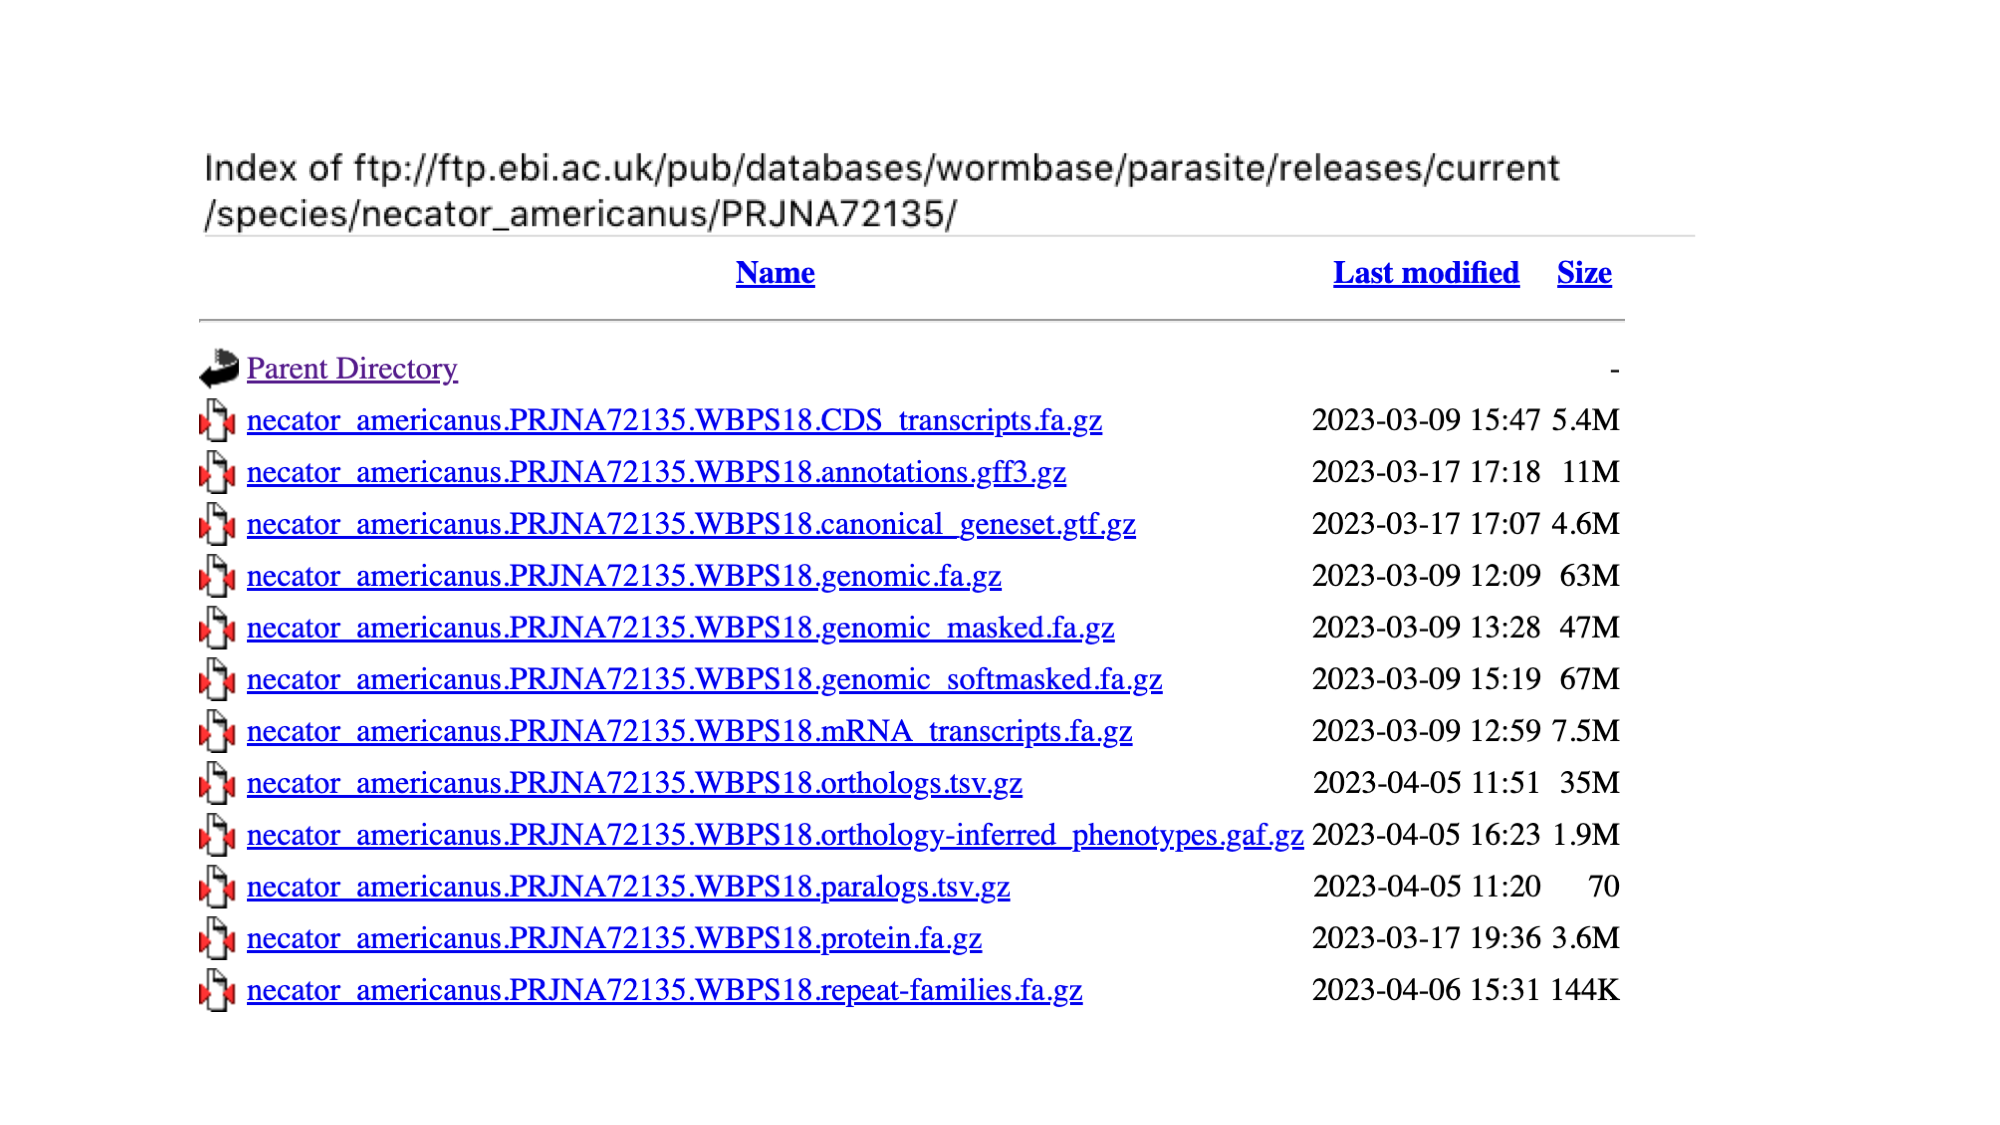 Index of ftp://ftp.ebi.ac.uk/pub/databases/wormbase/parasite/releases/current
/species/necator_americanus/PRJNA72135/
Name Last modified Size
Parent Directory -
necator_americanus.PRJNA72135.WBPS18.CDS_transcripts.fa.gz 2023-03-09 15:47 5.4M
necator_americanus.PRJNA72135.WBPS18.annotations.gff3.gz 2023-03-17 17:18 11M
necator_americanus.PRJNA72135.WBPS18.canonical_geneset.gtf.gz 2023-03-17 17:07 4.6M
necator_americanus.PRJNA72135.WBPS18.genomic.fa.gz 2023-03-09 12:09 63M
necator_americanus.PRJNA72135.WBPS18.genomic_masked.fa.gz 2023-03-09 13:28 47M
necator_americanus.PRJNA72135.WBPS18.genomic_softmasked.fa.gz 2023-03-09 15:19 67M
necator_americanus.PRJNA72135.WBPS18.mRNA_transcripts.fa.gz 2023-03-09 12:59 7.5M
necator_americanus.PRJNA72135.WBPS18.orthologs.tsv.gz 2023-04-05 11:51 35M
necator_americanus.PRJNA72135.WBPS18.orthology-inferred_phenotypes.gaf.gz 2023-04-05 16:23 1.9M
necator_americanus.PRJNA72135.WBPS18.paralogs.tsv.gz 2023-04-05 11:20 70
necator_americanus.PRJNA72135.WBPS18.protein.fa.gz 2023-03-17 19:36 3.6M
necator_americanus.PRJNA72135.WBPS18.repeat-families.fa.gz 2023-04-06 15:31 144K